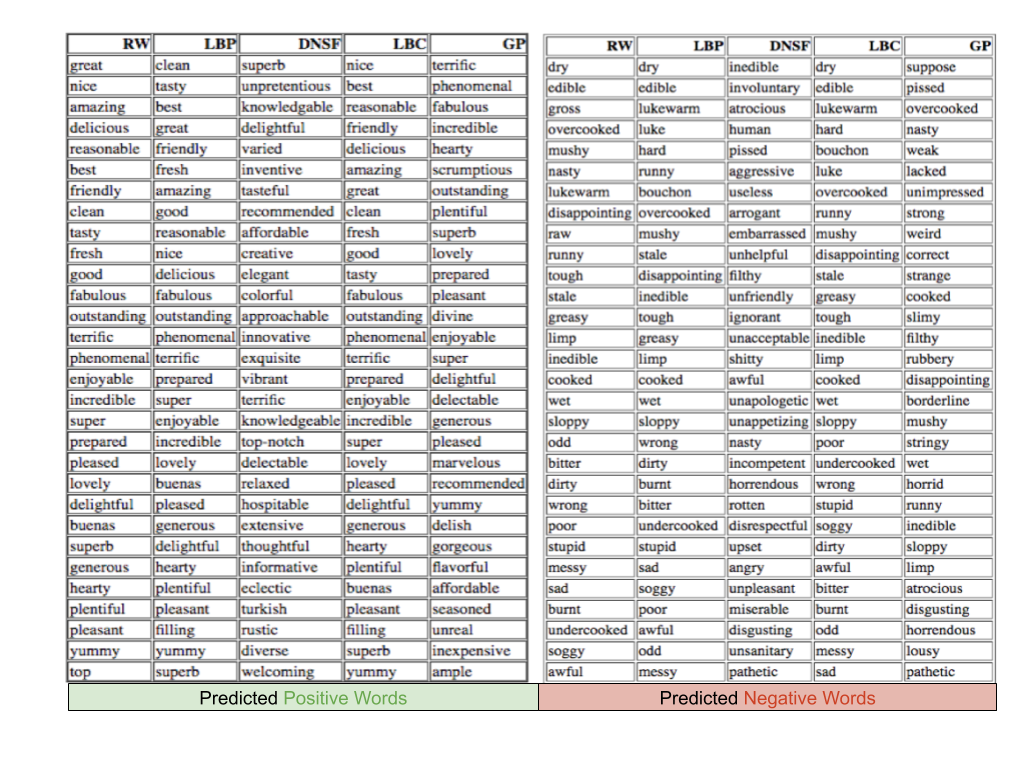 RW LBP DNSF LBC GP
great clean superb nice terrific
nice tasty unpretentious best phenomenal
amazing best knowledgable reasonable fabulous
delicious great delightful friendly incredible
reasonable friendly varied delicious hearty
best fresh inventive amazing scrumptious
friendly amazing tasteful great outstanding
clean good recommended clean plentiful
tasty reasonable affordable fresh superb
fresh nice creative good lovely
good delicious elegant tasty prepared
fabulous fabulous colorful fabulous pleasant
outstanding outstanding approachable outstanding divine
terrific phenomenal innovative phenomenal enjoyable
phenomenal terrific exquisite terrific super
enjoyable prepared vibrant prepared delightful
incredible super terrific enjoyable delectable
super enjoyable knowledgeable incredible generous
prepared incredible top-notch super pleased
pleased lovely delectable lovely marvelous
lovely buenas relaxed pleased recommended
delightful pleased hospitable delightful yummy
buenas generous extensive generous delish
superb delightful thoughtful hearty gorgeous
generous hearty informative plentiful flavorful
hearty plentiful eclectic buenas affordable
plentiful pleasant turkish pleasant seasoned
pleasant filling rustic filling unreal
yummy yummy diverse superb inexpensive
top superb welcoming yummy ample
Predicted Positive Words
RW LBP DNSF LBC GP
dry dry inedible dry suppose
edible edible involuntary edible pissed
gross lukewarm atrocious lukewarm overcooked
overcooked luke human hard nasty
mushy hard pissed bouchon weak
nasty runny aggressive luke lacked
lukewarm bouchon useless overcooked unimpressed
disappointing overcooked arrogant runny strong
raw mushy embarrassed mushy weird
runny stale unhelpful disappointing correct
tough disappointing filthy stale strange
stale inedible unfriendly greasy cooked
greasy tough ignorant tough slimy
limp greasy unacceptable inedible filthy
inedible limp shitty limp rubbery
cooked cooked awful cooked disappointing
wet wet unapologetic wet borderline
sloppy sloppy unappetizing sloppy mushy
odd wrong nasty poor stringy
bitter dirty incompetent undercooked wet
dirty burnt horrendous wrong horrid
wrong bitter rotten stupid runny
poor undercooked disrespectful soggy inedible
stupid stupid upset dirty sloppy
messy sad angry awful limp
sad soggy unpleasant bitter atrocious
burnt poor miserable burnt disgusting
undercooked awful disgusting odd horrendous
soggy odd unsanitary messy lousy
awful messy pathetic sad pathetic
Predicted Negative Words